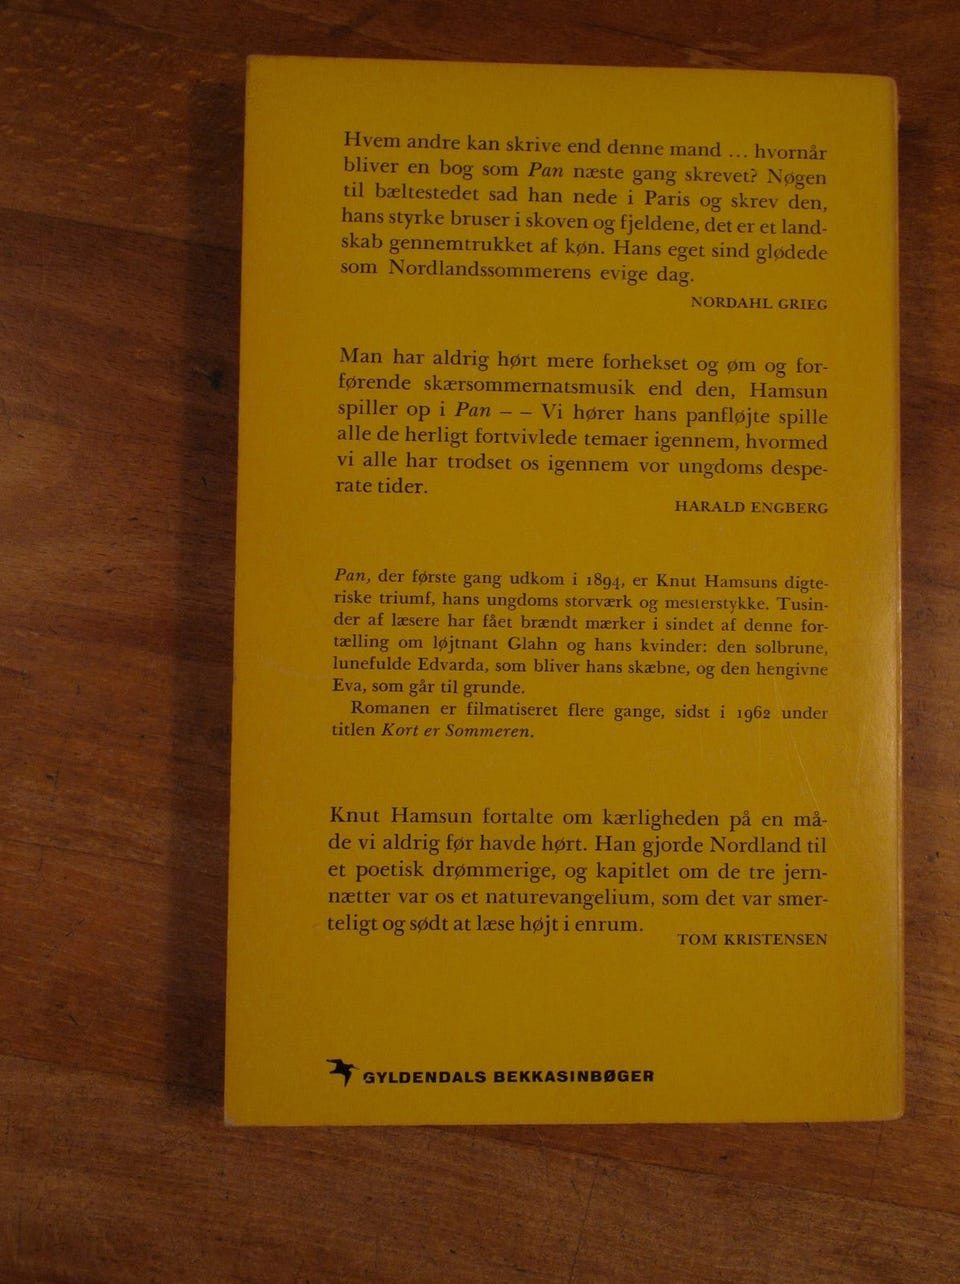 Hvem andre kan skrive end denne mand ... hvornår
bliver en bog som Pan næste gang skrevet? Nøgen
til bæltestedet sad han nede i Paris og skrev den,
hans styrke bruser i skoven og fjeldene, det er et land-
skab gennemtrukket af køn. Hans eget sind glødede
som Nordlandssommerens evige dag.
NORDAHL GRIEG
Man har aldrig hørt mere forhekset og øm og for-
førende skærsommernatsmusik end den, Hamsun
spiller op i Pan – – Vi hører hans panfløjte spille
alle de herligt fortvivlede temaer igennem, hvormed
vi alle har trodset os igennem vor ungdoms despe-
rate tider.
HARALD ENGBERG
Pan, der første gang udkom i 1894, er Knut Hamsuns digte-
riske triumf, hans ungdoms storværk og mesterstykke. Tusin-
der af læsere har fået brændt mærker i sindet af denne for-
tælling om løjtnant Glahn og hans kvinder: den solbrune,
lunefulde Edvarda, som bliver hans skæbne, og den hengivne
Eva, som går til grunde.
Romanen er filmatiseret flere gange, sidst i 1962 under
titlen Kort er Sommeren.
Knut Hamsun fortalte om kærligheden på en må-
de vi aldrig før havde hørt. Han gjorde Nordland til
et poetisk drømmerige, og kapitlet om de tre jern-
nætter var os et naturevangelium, som det var smer-
teligt og sødt at læse højt i enrum.
TOM KRISTENSEN
GYLDENDALS BEKKASINBØGER